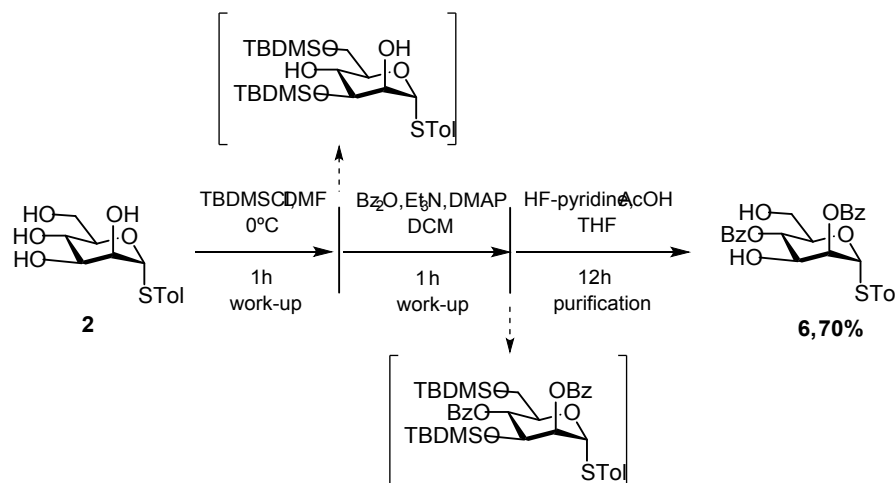 TBDMSO
OH
HO
O
TBDMSO
STol
TBDMSCl, DMF
0ºC
1h
work-up
Bz2O, Et3N, DMAP
DCM
1h
work-up
HF-pyridine, AcOH
THF
12h
purification
HO
OH
HO
O
HO
STol
2
HO
OBz
BzO
O
HO
STo
6, 70%
TBDMSO
OBz
BzO
O
TBDMSO
STol